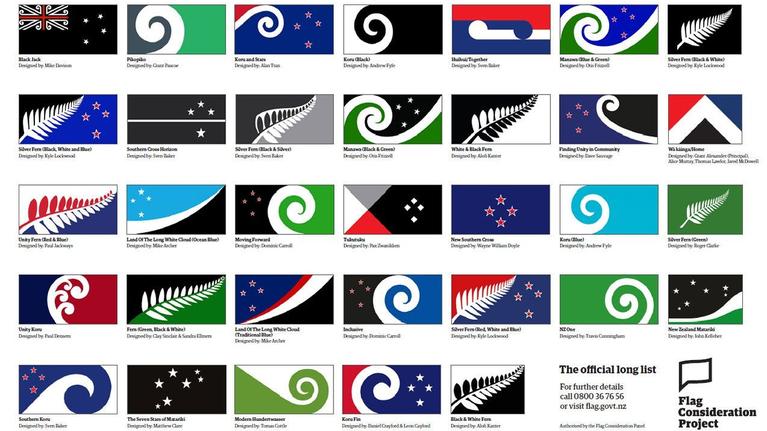 Black Jack
Designed by: Mike Davison
Pikopiko
Designed by: Grant Pascoe
Koru and Stars
Designed by: Alan Tran
Koru (Black)
Designed by: Andrew Fyfe
Huihui/Together
Designed by: Sven Baker
Manawa (Blue & Green)
Designed by: Otis Frizzell
Silver Fern (Black & White)
Designed by: Kyle Lockwood
Silver Fern (Black, White and Blue)
Designed by: Kyle Lockwood
Southern Cross Horizon
Designed by: Sven Baker
Silver Fern (Black & Silver)
Designed by: Sven Baker
Manawa (Black & Green)
Designed by: Otis Frizzell
White & Black Fern
Designed by: Alofi Kanter
Finding Unity in Community
Designed by: Dave Sauvage
Wā kāinga/Home
Designed by: Grant Alexander (Principal),
Alice Murray, Thomas Lawlor, Jared McDowell
Unity Fern (Red & Blue)
Designed by: Paul Jackways
Land Of The Long White Cloud (Ocean Blue)
Designed by: Mike Archer
Moving Forward
Designed by: Dominic Carroll
Tukutuku
Designed by: Pax Zwanikken
New Southern Cross
Designed by: Wayne William Doyle
Koru (Blue)
Designed by: Andrew Fyfe
Silver Fern (Green)
Designed by: Roger Clarke
Unity Koru
Designed by: Paul Densem
Fern (Green, Black & White)
Designed by: Clay Sinclair & Sandra Ellmers
Land Of The Long White Cloud
(Traditional Blue)
Designed by: Mike Archer
Inclusive
Designed by: Dominic Carroll
Silver Fern (Red, White and Blue)
Designed by: Kyle Lockwood
NZ One
Designed by: Travis Cunningham
New Zealand Matariki
Designed by: John Kelleher
Southern Koru
Designed by: Sven Baker
The Seven Stars of Matariki
Designed by: Matthew Clare
Modern Hundertwasser
Designed by: Tomas Cottle
Koru Fin
Designed by: Daniel Crayford & Leon Cayford
Black & White Fern
Designed by: Alofi Kanter
The official long list
For further details
call 0800 36 76 56
or visit flag.govt.nz
Authorised by the Flag Consideration Panel
Flag
Consideration
Project